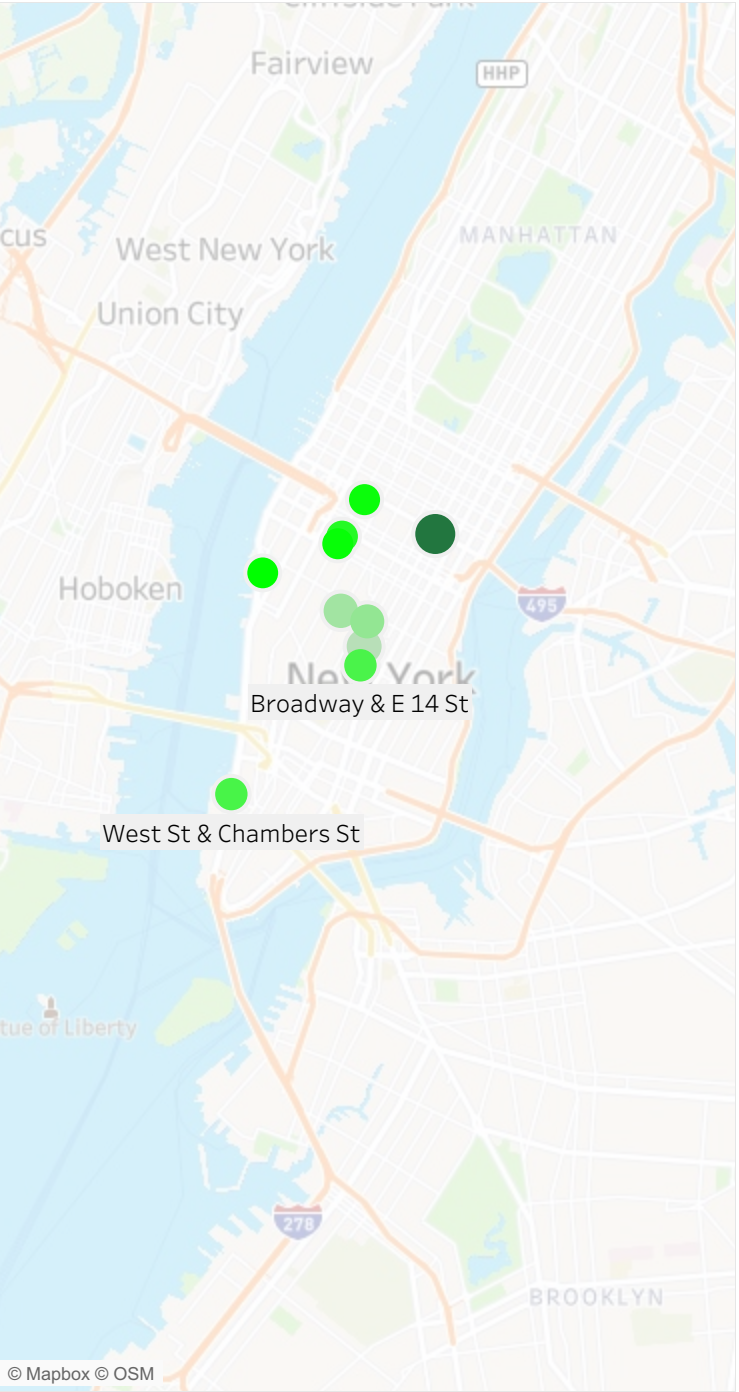 Fairview
HHP
cus
MANHATTAN
West New York
Union City
Hoboken
495
New York
Broadway & E 14 St
West St & Chambers St
tue of Liberty
278
BROOKLYN
© Mapbox © OSM